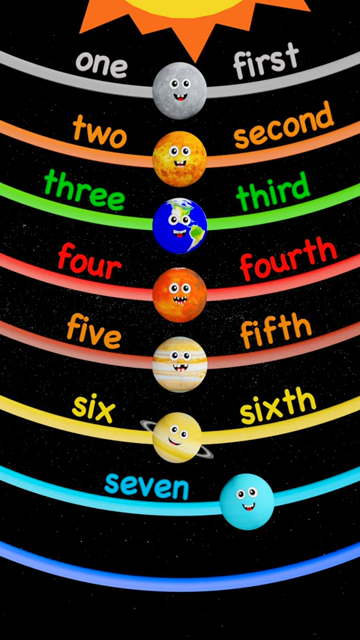 one first
two second
three third
four fourth
five fifth
six sixth
seven